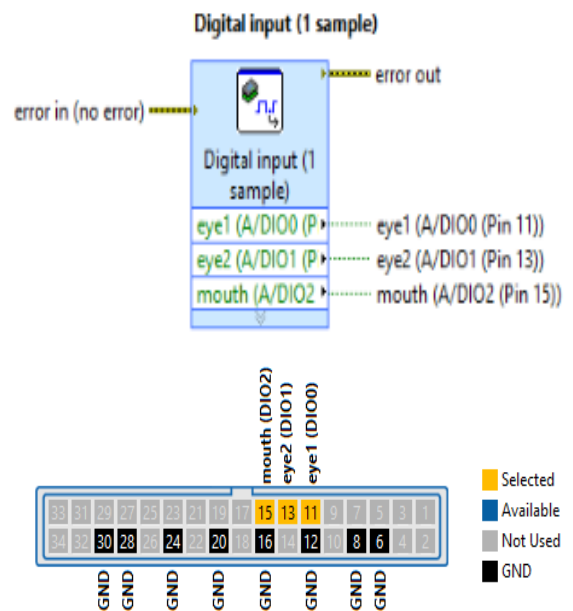 Digital input (1 sample)
error out
error in (no error)
Digital input (1
sample)
eye1 (A/DIO0 (P
eye1 (A/DIO0 (Pin 11))
eye2 (A/DIO1 (P
eye2 (A/DIO1 (Pin 13))
mouth (A/DIO2
mouth (A/DIO2 (Pin 15))
mouth (DIO2)
eye2 (DIO1)
eye1 (DIO0)
33 31 29 27 25 23 21 19 17 15 13 11 9 7 5 3 1
34 32 30 28 26 24 22 20 18 16 14 12 10 8 6 4 2
GND GND GND GND GND GND GND GND
Selected
Available
Not Used
GND